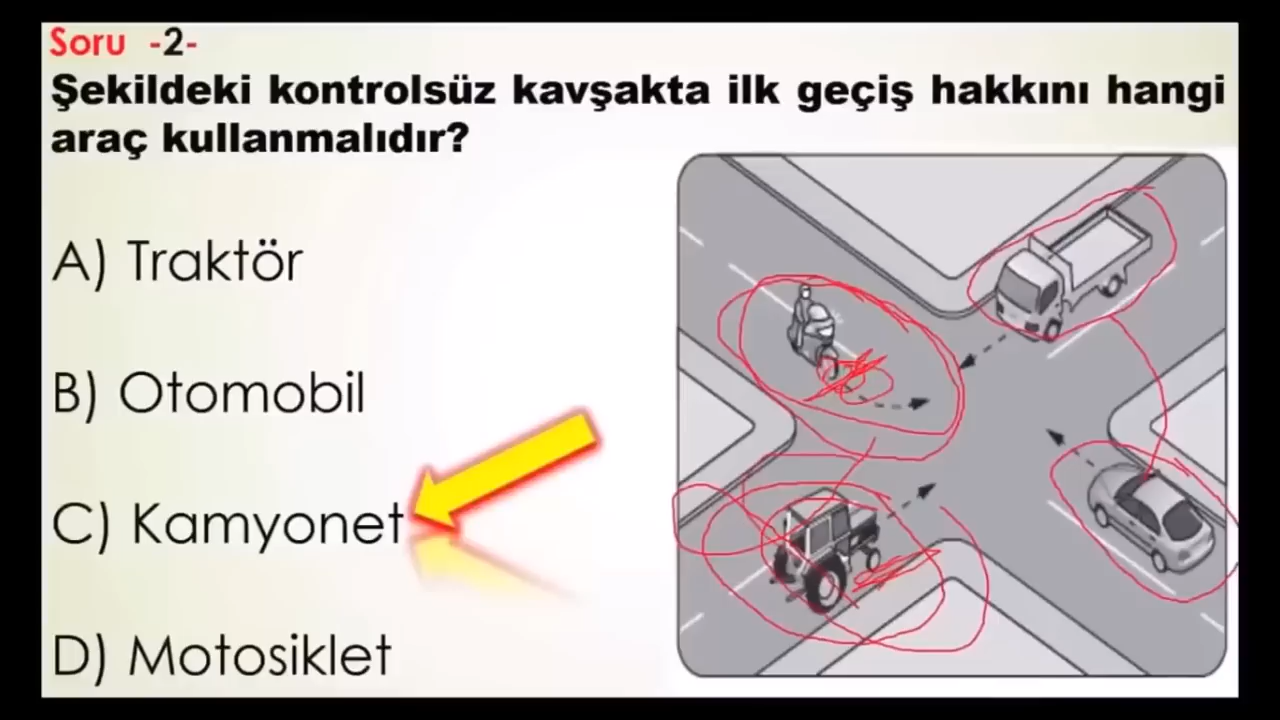 Soru -2-
Şekildeki kontrolsüz kavşakta ilk geçiş hakkını hangi
araç kullanmalıdır?
A) Traktör
B) Otomobil
C) Kamyonet
D) Motosiklet